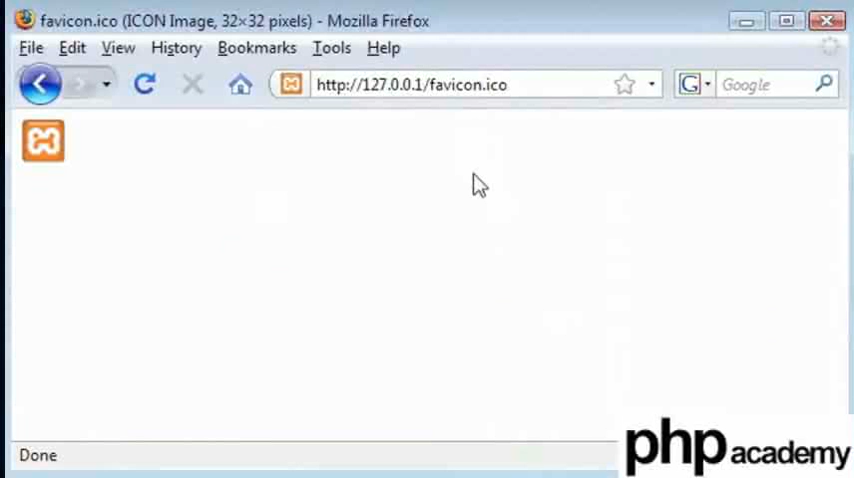 favicon.ico (ICON Image, 32×32 pixels) - Mozilla Firefox
File Edit View History Bookmarks Tools Help
http://127.0.0.1/favicon.ico
G Google
Done
php academy